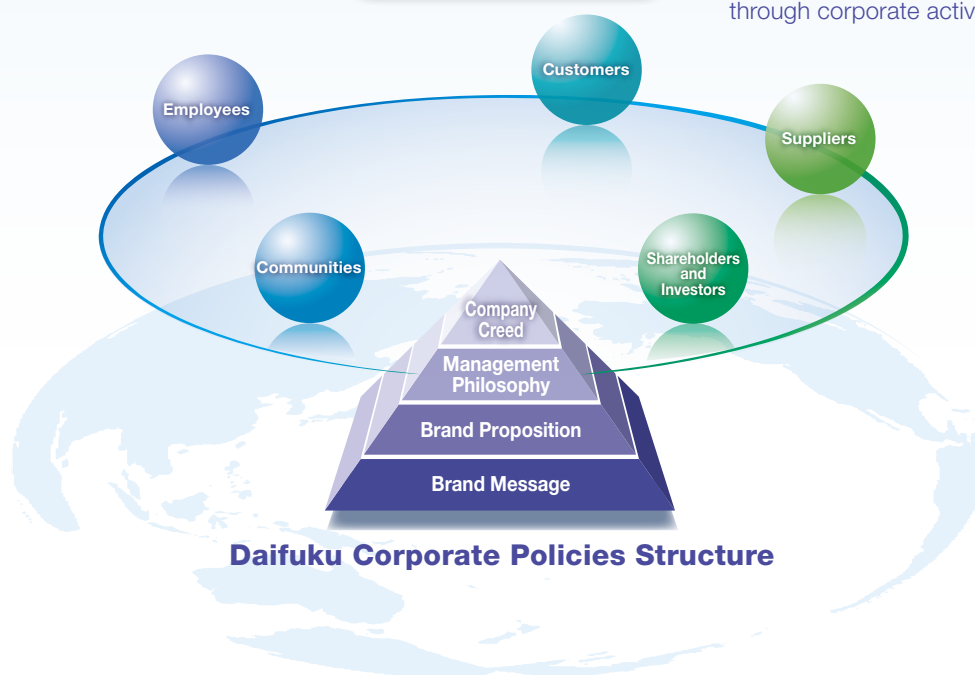 through corporate activ
Customers
Employees
Suppliers
Communities
Shareholders
and
Investors
Company
Creed
Management
Philosophy
Brand Proposition
Brand Message
Daifuku Corporate Policies Structure